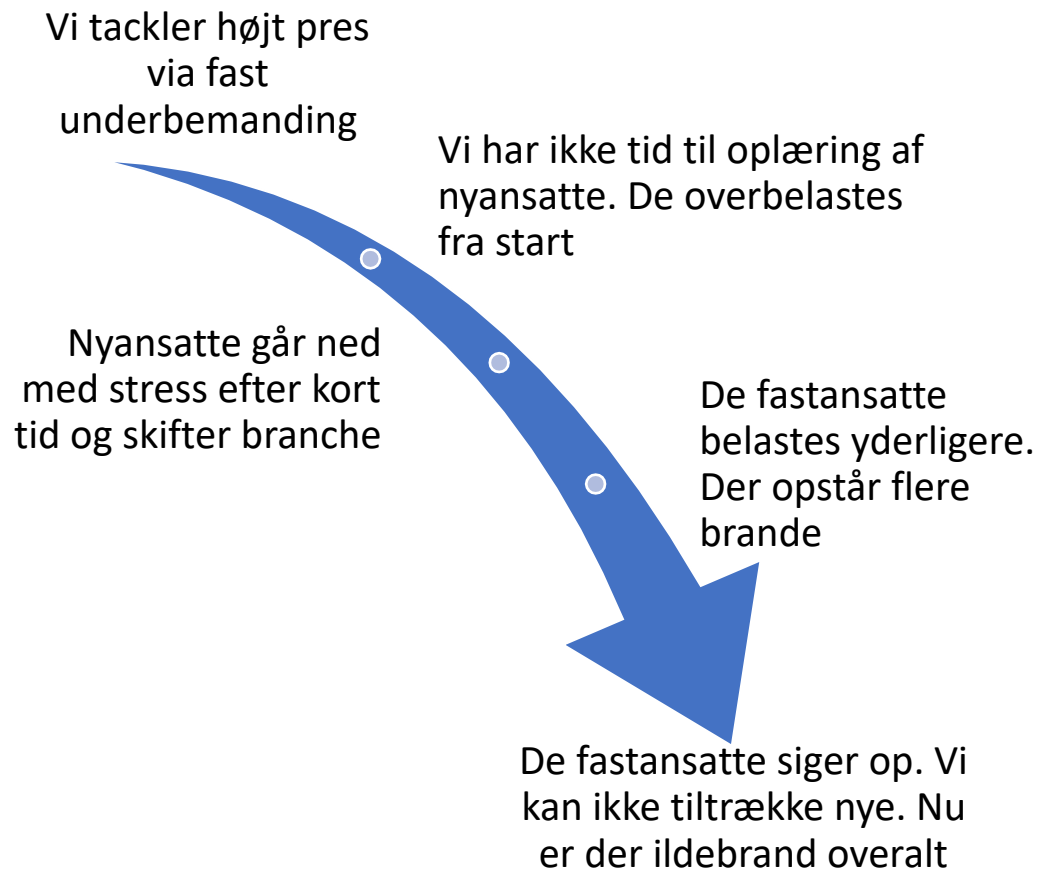 Vi tackler højt pres
via fast
underbemanding
Vi har ikke tid til oplæring af
nyansatte. De overbelastes
fra start
Nyansatte går ned
med stress efter kort
tid og skifter branche
De fastansatte
belastes yderligere.
Der opstår flere
brande
De fastansatte siger op. Vi
kan ikke tiltrække nye. Nu
er der ildebrand overalt